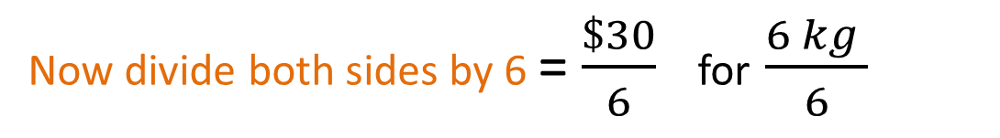 Now divide both sides by 6 = $30/6 for 6 kg/6